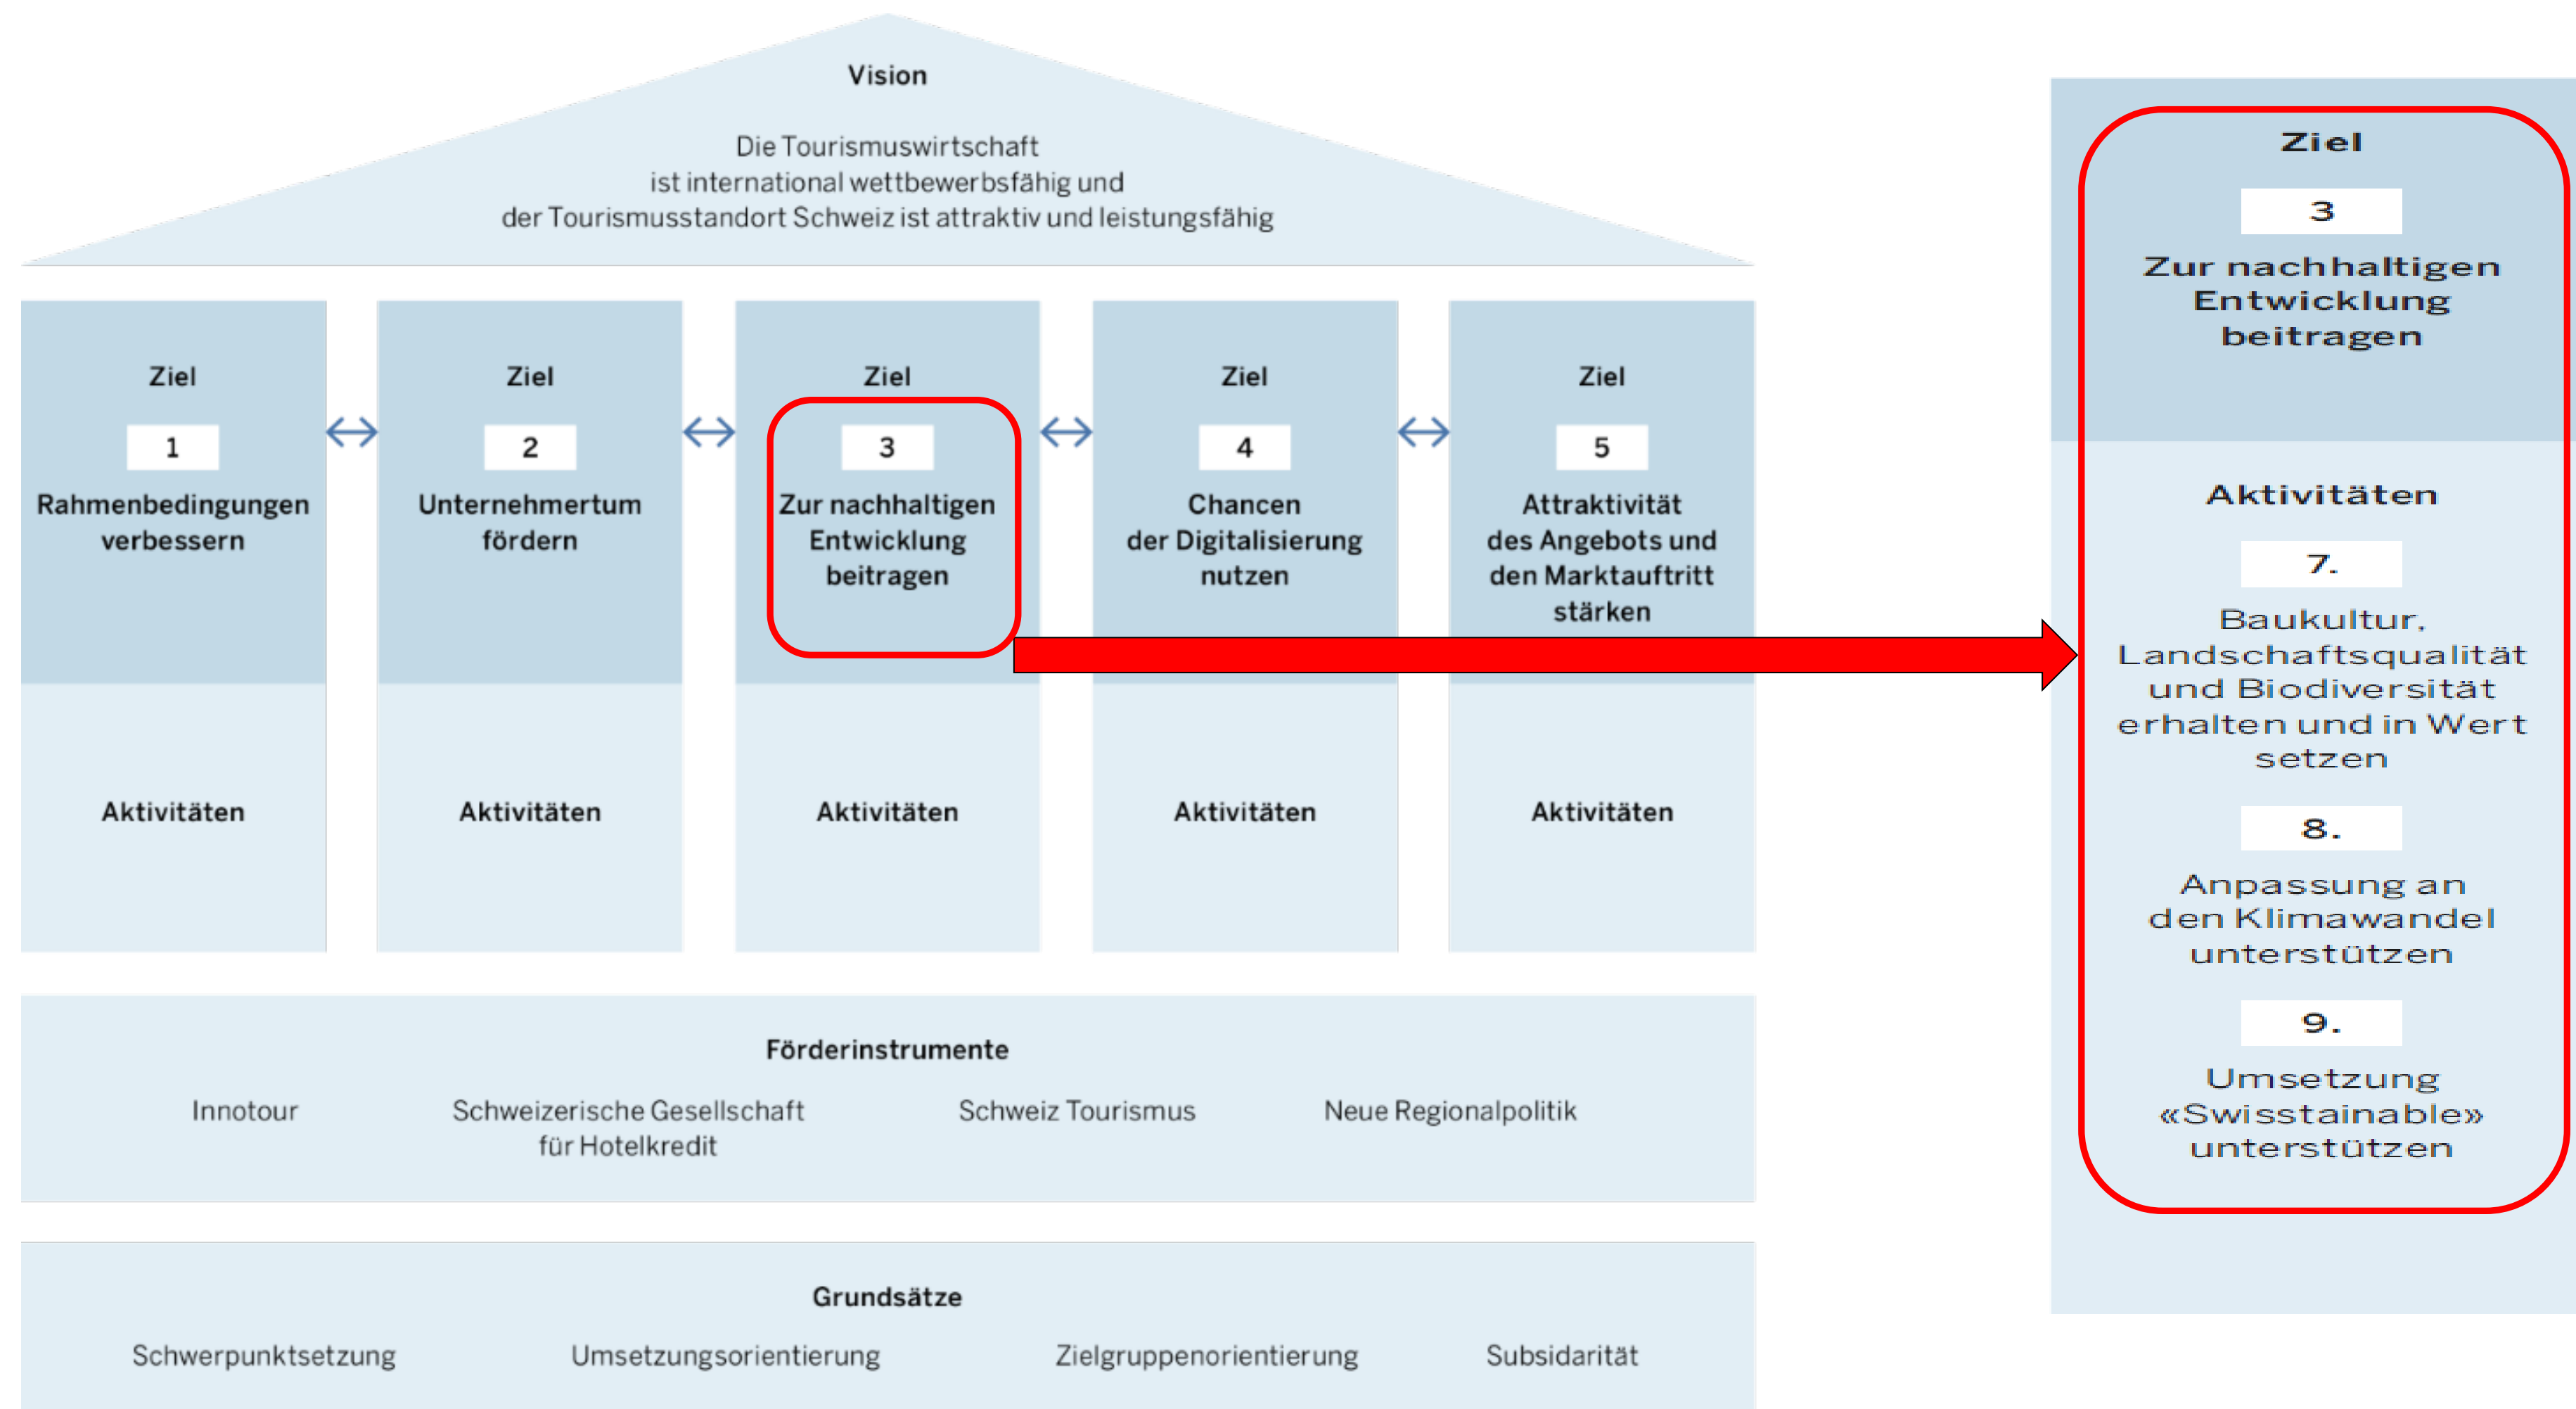 Vision
Die Tourismuswirtschaft
ist international wettbewerbsfähig und
der Tourismusstandort Schweiz ist attraktiv und leistungsfähig
Ziel
1
Rahmenbedingungen
verbessern
Aktivitäten
Ziel
2
Unternehmertum
fördern
Aktivitäten
Ziel
3
Zur nachhaltigen
Entwicklung
beitragen
Aktivitäten
Ziel
4
Chancen
der Digitalisierung
nutzen
Aktivitäten
Ziel
5
Attraktivität
des Angebots und
den Marktauftritt
stärken
Aktivitäten
Förderinstrumente
Innotour
Schweizerische Gesellschaft
für Hotelkredit
Schweiz Tourismus
Neue Regionalpolitik
Grundsätze
Schwerpunktsetzung
Umsetzungsorientierung
Zielgruppenorientierung
Subsidarität
Ziel
3
Zur nachhaltigen
Entwicklung
beitragen
Aktivitäten
7.
Baukultur,
Landschaftsqualität
und Biodiversität
erhalten und in Wert
setzen
8.
Anpassung an
den Klimawandel
unterstützen
9.
Umsetzung
«Swisstainable»
unterstützen